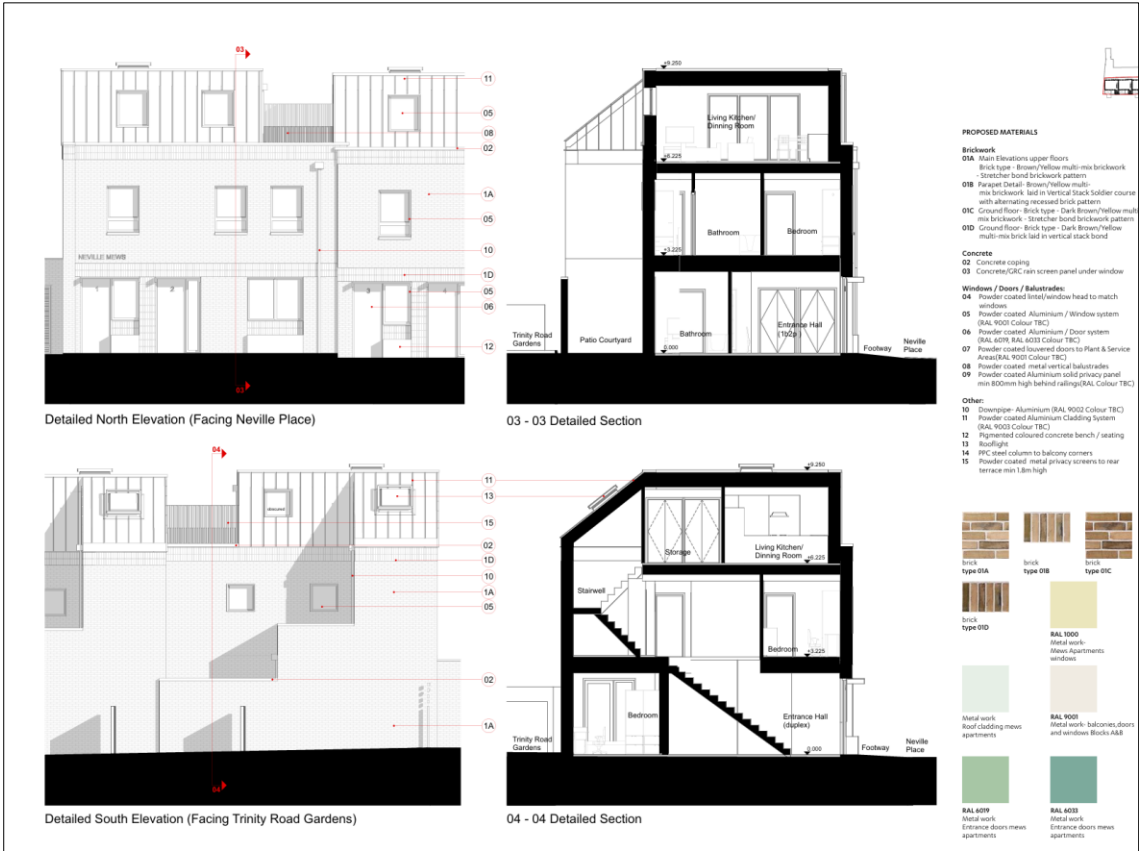 03
11
05
08
02
1A
05
10
NEVILLE MEWS
1D
3
4
05
06
12
03
Detailed North Elevation (Facing Neville Place)
+9.250
Living Kitchen/
Dinning Room
+6.225
Bathroom
Bedroom
+3.225
Bathroom
Entrance Hall
(1b2p )
0.000
Trinity Road
Gardens
Patio Courtyard
Footway
Neville
Place
03 - 03 Detailed Section
04
11
13
15
02
1D
10
1A
05
02
1A
04
Detailed South Elevation (Facing Trinity Road Gardens)
+9.250
Storage
Living Kitchen/
Dinning Room
+6.225
Stairwell
Bedroom
+3.225
Bedroom
Entrance Hall
(duplex)
0.000
Trinity Road
Gardens
Footway
Neville
Place
04 - 04 Detailed Section
PROPOSED MATERIALS
Brickwork
01A Main Elevations upper floors
Brick type - Brown/Yellow multi-mix brickwork
- Stretcher bond brickwork pattern
01B Parapet Detail- Brown/Yellow multi-
mix brickwork laid in Vertical Stack Soldier course
with alternating recessed brick pattern
01C Ground floor- Brick type - Dark Brown/Yellow mult
mix brickwork - Stretcher bond brickwork pattern
01D Ground floor- Brick type - Dark Brown/Yellow
multi-mix brick laid in vertical stack bond
Concrete
02 Concrete coping
03 Concrete/GRC rain screen panel under window
Windows / Doors / Balustrades:
04 Powder coated lintel/window head to match
windows
05 Powder coated Aluminium / Window system
(RAL 9001 Colour TBC)
06 Powder coated Aluminium / Door system
(RAL 6019, RAL 6033 Colour TBC)
07 Powder coated louvered doors to Plant & Service
Areas(RAL 9001 Colour TBC)
08 Powder coated metal vertical balustrades
09 Powder coated Aluminium solid privacy panel
min 800mm high behind railings(RAL Colour TBC)
Other:
10 Downpipe- Aluminium (RAL 9002 Colour TBC)
11 Powder coated Aluminium Cladding System
(RAL 9003 Colour TBC)
12 Pigmented coloured concrete bench / seating
13 Rooflight
14 PPC steel column to balcony corners
15 Powder coated metal privacy screens to rear
terrace min 1.8m high
brick
type 01A
brick
type 01B
brick
type 01C
brick
type 01D
RAL 1000
Metal work-
Mews Apartments
windows
Metal work
Roof cladding mews
apartments
RAL 9001
Metal work- balconies,doors
and windows Blocks A&B
RAL 6019
Metal work
Entrance doors mews
apartments
RAL 6033
Metal work
Entrance doors mews
apartments